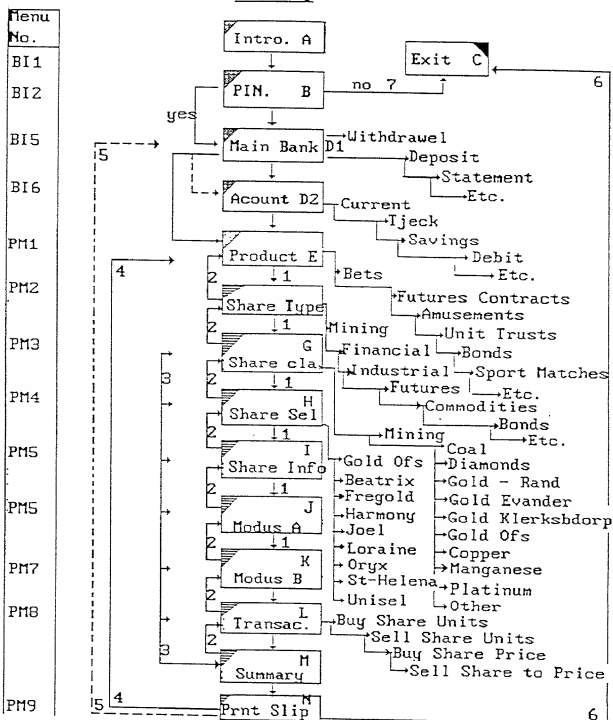 Menu
No.
Intro. A
Exit C
BI1
BI2
PIN. B
no 7
6
yes
BI5
5
Main Bank D1
Withdrawel
Deposit
Statement
Etc.
BI6
Acount D2
Current
Tjeck
Savings
Debit
Etc.
PM1
Product E
4
2
1
Bets
Futures Contracts
Amusements
Unit Trusts
Bonds
Sport Matches
Etc.
PM2
Share Type
2
1
Mining
Financial
Industrial
Futures
Commodities
Bonds
Etc.
PM3
G
Share cla
3
2
1
Mining
Coal
Diamonds
Gold - Rand
Gold Evander
Gold Klerksbdorp
Gold Ofs
Copper
Manganese
Platinum
Other
PM4
H
Share Sel
2
1
Gold Ofs
Beatrix
Fregold
Harmony
Joel
Loraine
Oryx
St-Helena
Unisel
PM5
I
Share Info
2
1
PM5
J
Modus A
2
1
PM7
K
Modus B
PM8
L
Transac.
2
Buy Share Units
Sell Share Units
Buy Share Price
Sell Share to Price
3
M
Summary
PM9
5
4
Prnt Slip
6